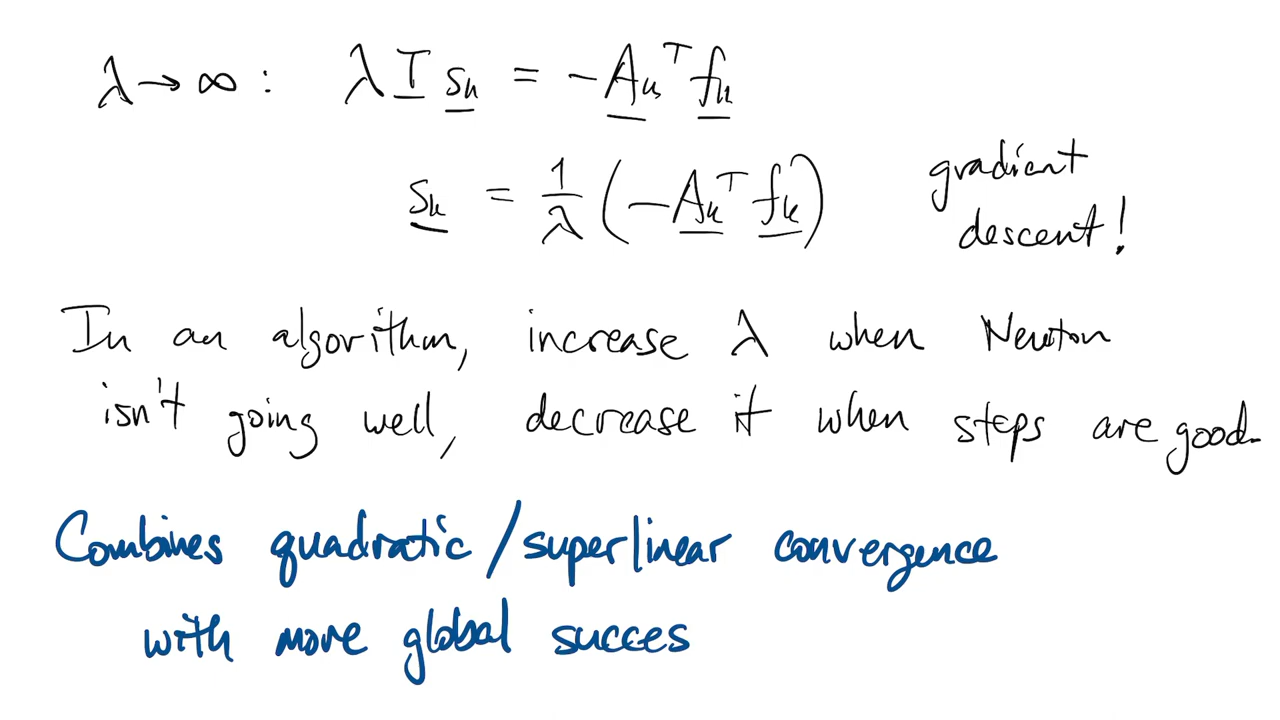 λ → ∞ : λ I s_k = -A_k^T f_k
s_k = 1/λ (-A_k^T f_k)
gradient
descent!
In an algorithm, increase λ when Newton
isn't going well, decrease it when steps are good.
Combines quadratic/superlinear convergence
with more global succes